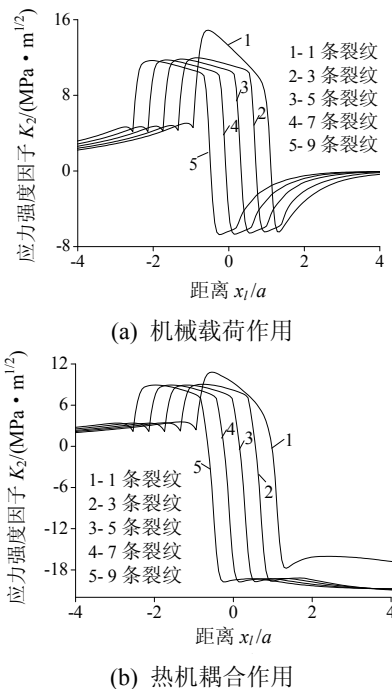 16
8
0
-8
-4
-2
0
2
4
应力强度因子 K2/(MPa·m1/2)
1
2
3
4
5
1-1 条裂纹
2-3 条裂纹
3-5 条裂纹
4-7 条裂纹
5-9 条裂纹
距离 xl/a
(a) 机械载荷作用
12
6
0
-6
-12
-18
-4
-2
0
2
4
应力强度因子 K2/(MPa·m1/2)
1
2
3
4
5
1-1 条裂纹
2-3 条裂纹
3-5 条裂纹
4-7 条裂纹
5-9 条裂纹
距离 xl/a
(b) 热机耦合作用